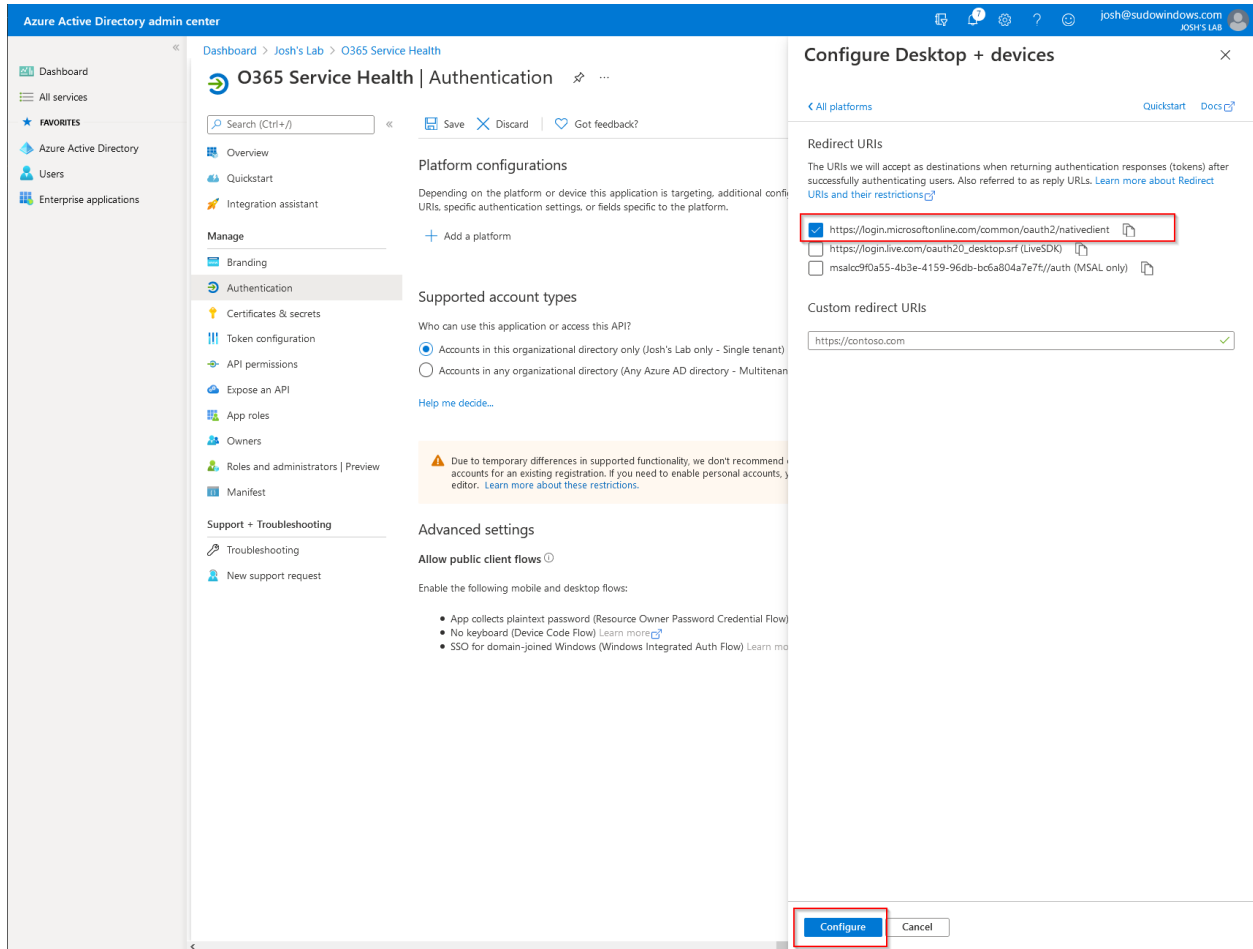 Azure Active Directory admin center
7
josh@sudowindows.com
JOSH'S LAB
Dashboard
All services
FAVORITES
Azure Active Directory
Users
Enterprise applications
Dashboard > Josh's Lab > O365 Service Health
O365 Service Health | Authentication
Search (Ctrl+/)
Overview
Quickstart
Integration assistant
Manage
Branding
Authentication
Certificates & secrets
Token configuration
API permissions
Expose an API
App roles
Owners
Roles and administrators | Preview
Manifest
Support + Troubleshooting
Troubleshooting
New support request
Save Discard Got feedback?
Platform configurations
Depending on the platform or device this application is targeting, additional confi
URIs, specific authentication settings, or fields specific to the platform.
Add a platform
Supported account types
Who can use this application or access this API?
Accounts in this organizational directory only (Josh's Lab only - Single tenant)
Accounts in any organizational directory (Any Azure AD directory - Multitenan
Help me decide...
Due to temporary differences in supported functionality, we don't recommend
accounts for an existing registration. If you need to enable personal accounts, y
editor. Learn more about these restrictions.
Advanced settings
Allow public client flows
Enable the following mobile and desktop flows:
App collects plaintext password (Resource Owner Password Credential Flow)
No keyboard (Device Code Flow) Learn more
SSO for domain-joined Windows (Windows Integrated Auth Flow) Learn mo
Configure Desktop + devices
All platforms
Quickstart Docs
Redirect URIs
The URIs we will accept as destinations when returning authentication responses (tokens) after
successfully authenticating users. Also referred to as reply URLs. Learn more about Redirect
URIs and their restrictions
https://login.microsoftonline.com/common/oauth2/nativeclient
https://login.live.com/oauth20_desktop.srf (LiveSDK)
msalcc9f0a55-4b3e-4159-96db-bc6a804a7e7f://auth (MSAL only)
Custom redirect URIs
https://contoso.com
Configure Cancel